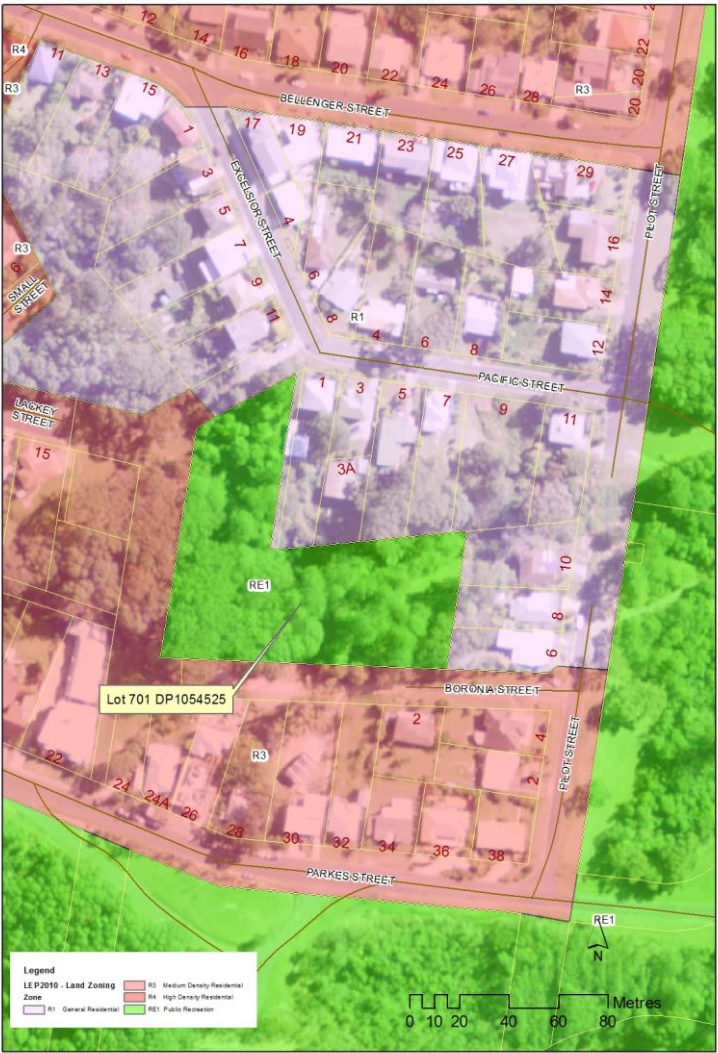 12
14
16
18
20
22
24
26
28
R3
22
20
20
R4
R3
11
13
15
BELLENGER STREET
1
3
5
7
9
11
EXCELSIOR STREET
17
19
21
23
25
27
29
PILOT STREET
16
14
12
4
6
8
R1
4
6
8
R3
6
SMALL
STREET
PACIFIC STREET
1
3
5
7
9
11
3A
LACKEY
STREET
15
RE1
10
8
6
Lot 701 DP1054525
BORONIA STREET
2
4
2
PILOT STREET
R3
22
24
24A
26
28
30
32
34
36
38
PARKES STREET
RE1
N
Legend
LEP2010 - Land Zoning
Zone
R1 General Residential
R3 Medium Density Residential
R4 High Density Residential
RE1 Public Recreation
Metres
0 10 20 40 60 80